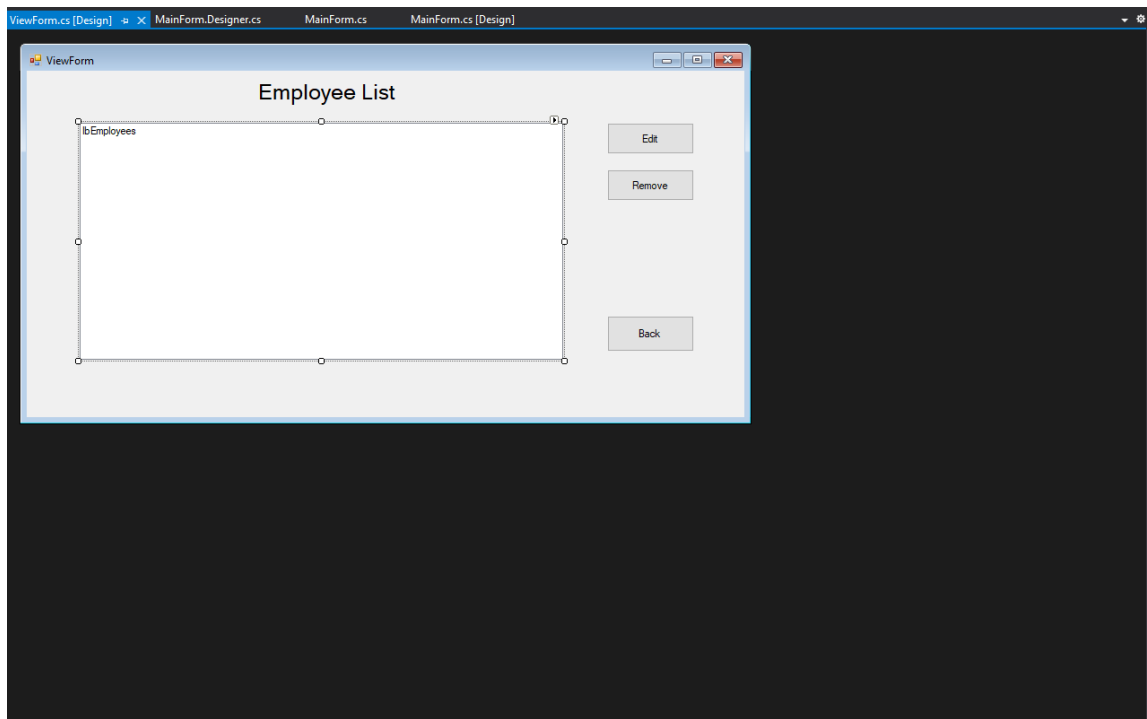 ViewForm.cs [Design] MainForm.Designer.cs MainForm.cs MainForm.cs [Design]
ViewForm
Employee List
lbEmployees
Edit
Remove
Back